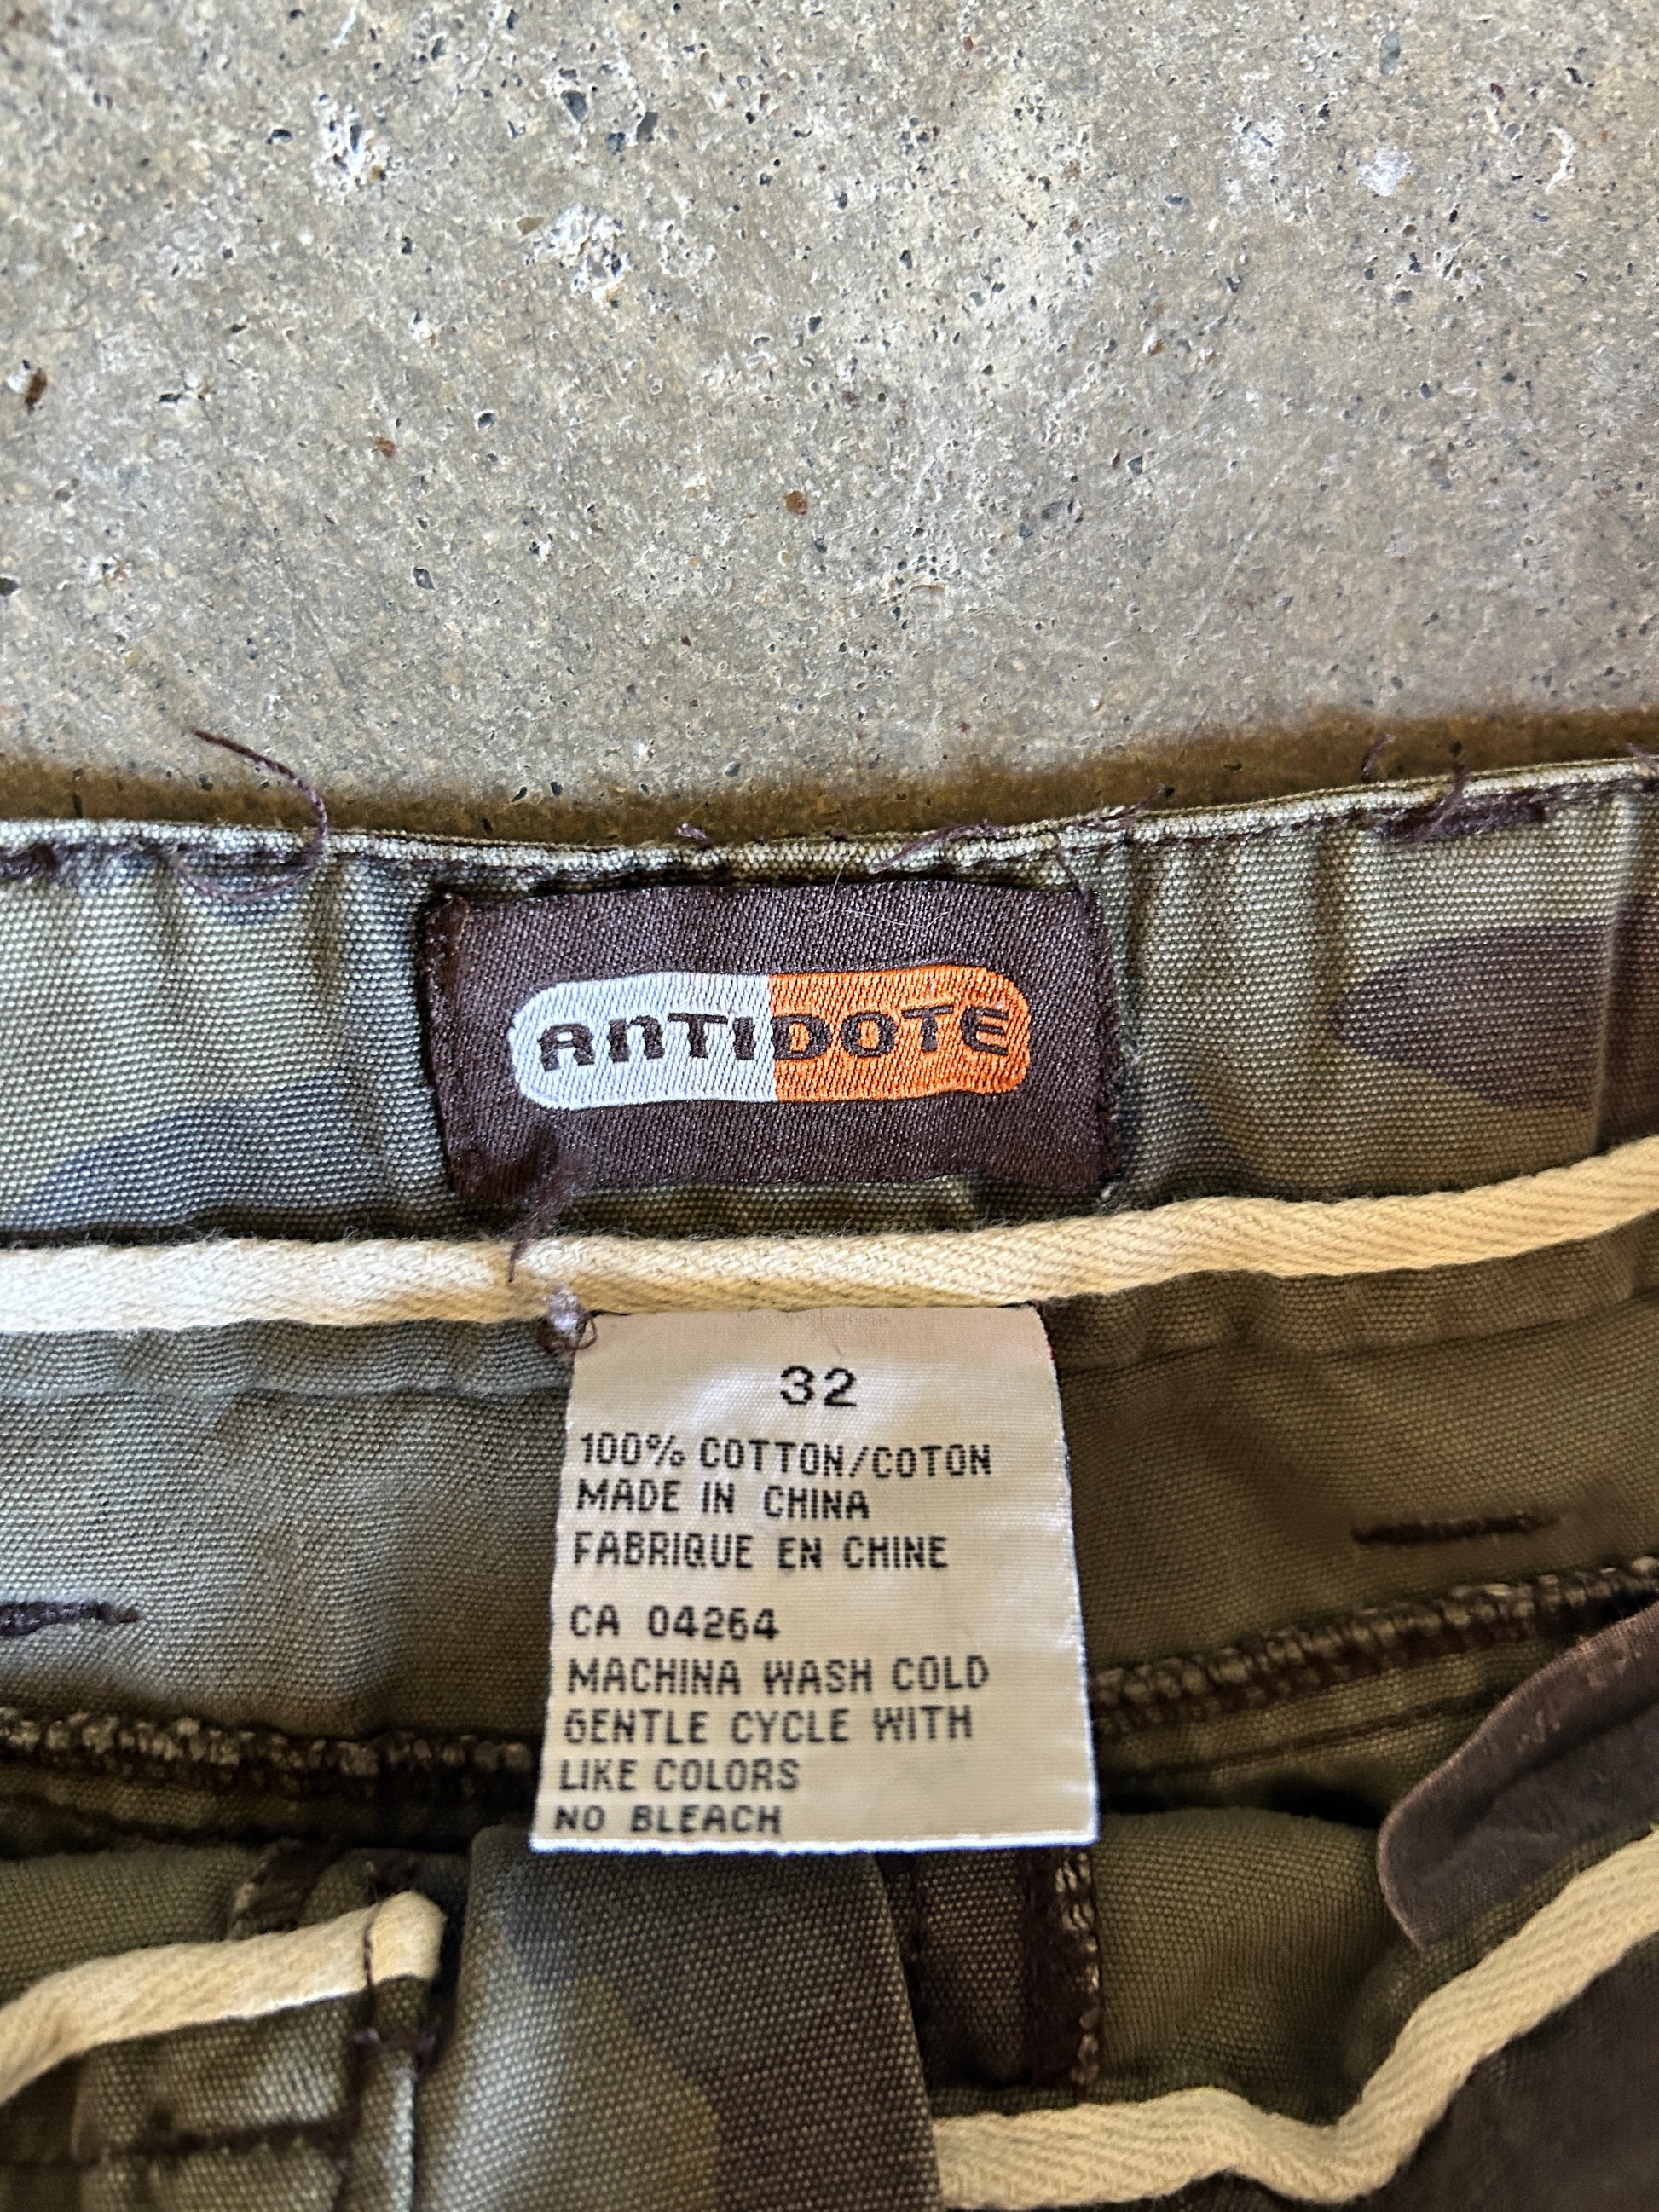 ANTIDOTE
32
100% COTTON/COTON
MADE IN CHINA
FABRIQUE EN CHINE
CA 04264
MACHINA WASH COLD
GENTLE CYCLE WITH
LIKE COLORS
NO BLEACH